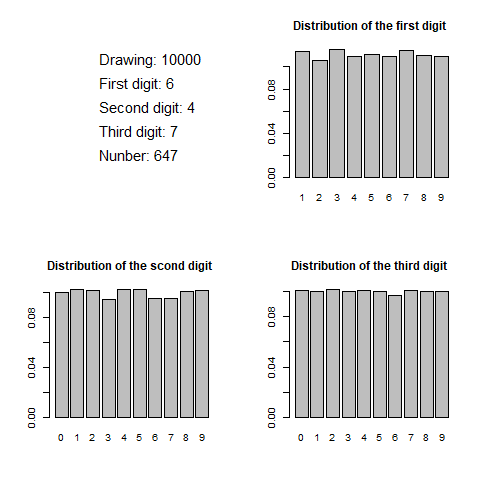 Drawing: 10000
First digit: 6
Second digit: 4
Third digit: 7
Nunber: 647
Distribution of the first digit
0.08
0.04
0.00
1 2 3 4 5 6 7 8 9
Distribution of the scond digit
0.08
0.04
0.00
0 1 2 3 4 5 6 7 8 9
Distribution of the third digit
0.08
0.04
0.00
0 1 2 3 4 5 6 7 8 9